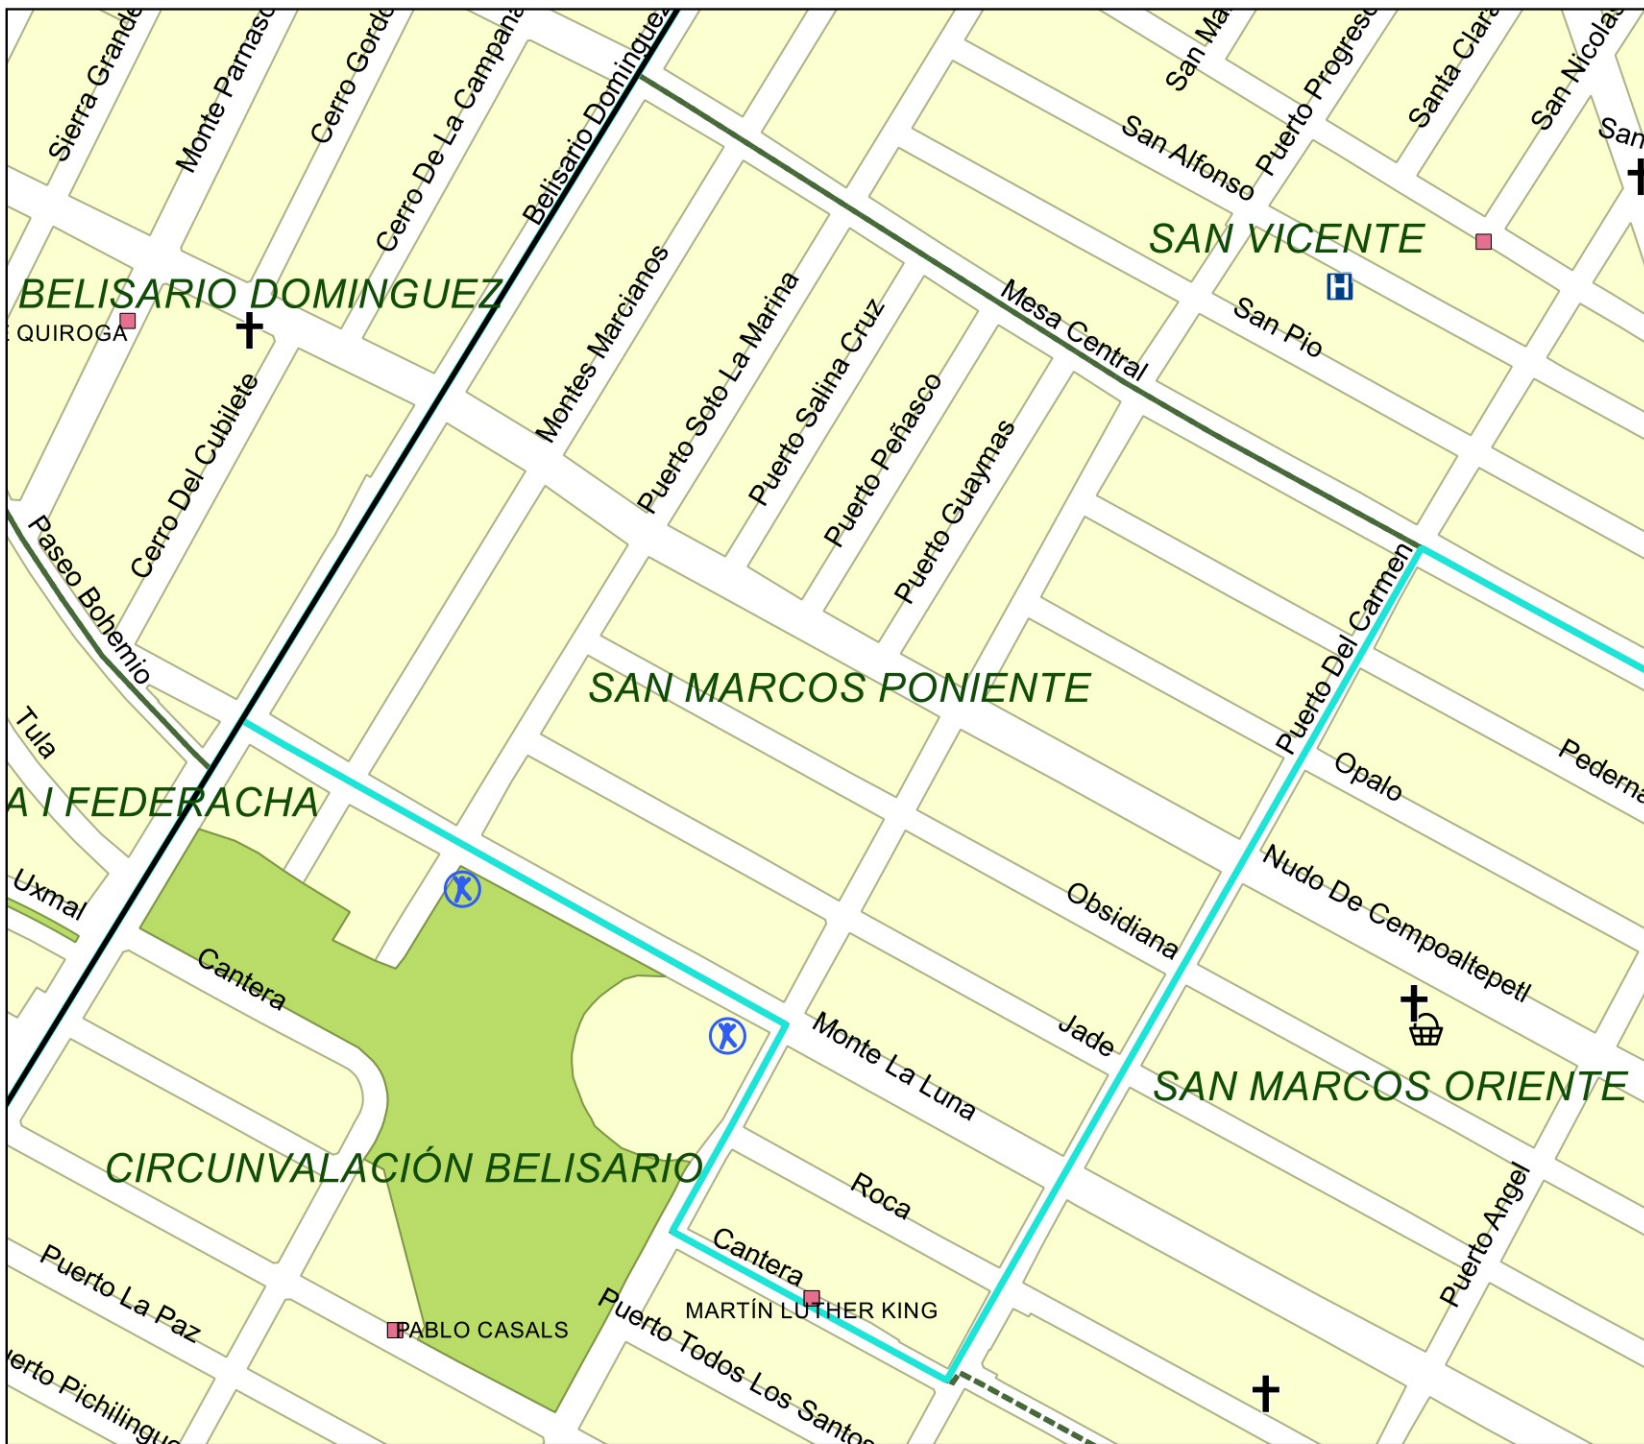 Sierra Grande
Monte Parnaso
Cerro Gordo
Cerro De La Campana
Belisario Dominguez
San Alfonso
Puerto Progreso
Santa Clara
San Nicolas
San
SAN VICENTE
H
San Pio
Mesa Central
BELISARIO DOMINGUEZ
QUIROGA
Cerro Del Cubilete
Montes Marcianos
Puerto Soto La Marina
Puerto Salina Cruz
Puerto Peñasco
Puerto Guaymas
Paseo Bohemio
Tula
SAN MARCOS PONIENTE
Puerto Del Carmen
Opalo
A I FEDERACHA
Uxmal
Cantera
Nudo De Cempoaltepetl
Obsidiana
Jade
Monte La Luna
SAN MARCOS ORIENTE
CIRCUNVALACIÓN BELISARIO
Roca
Cantera
Puerto Angel
Puerto La Paz
MARTÍN LUTHER KING
PABLO CASALS
Puerto Todos Los Santos